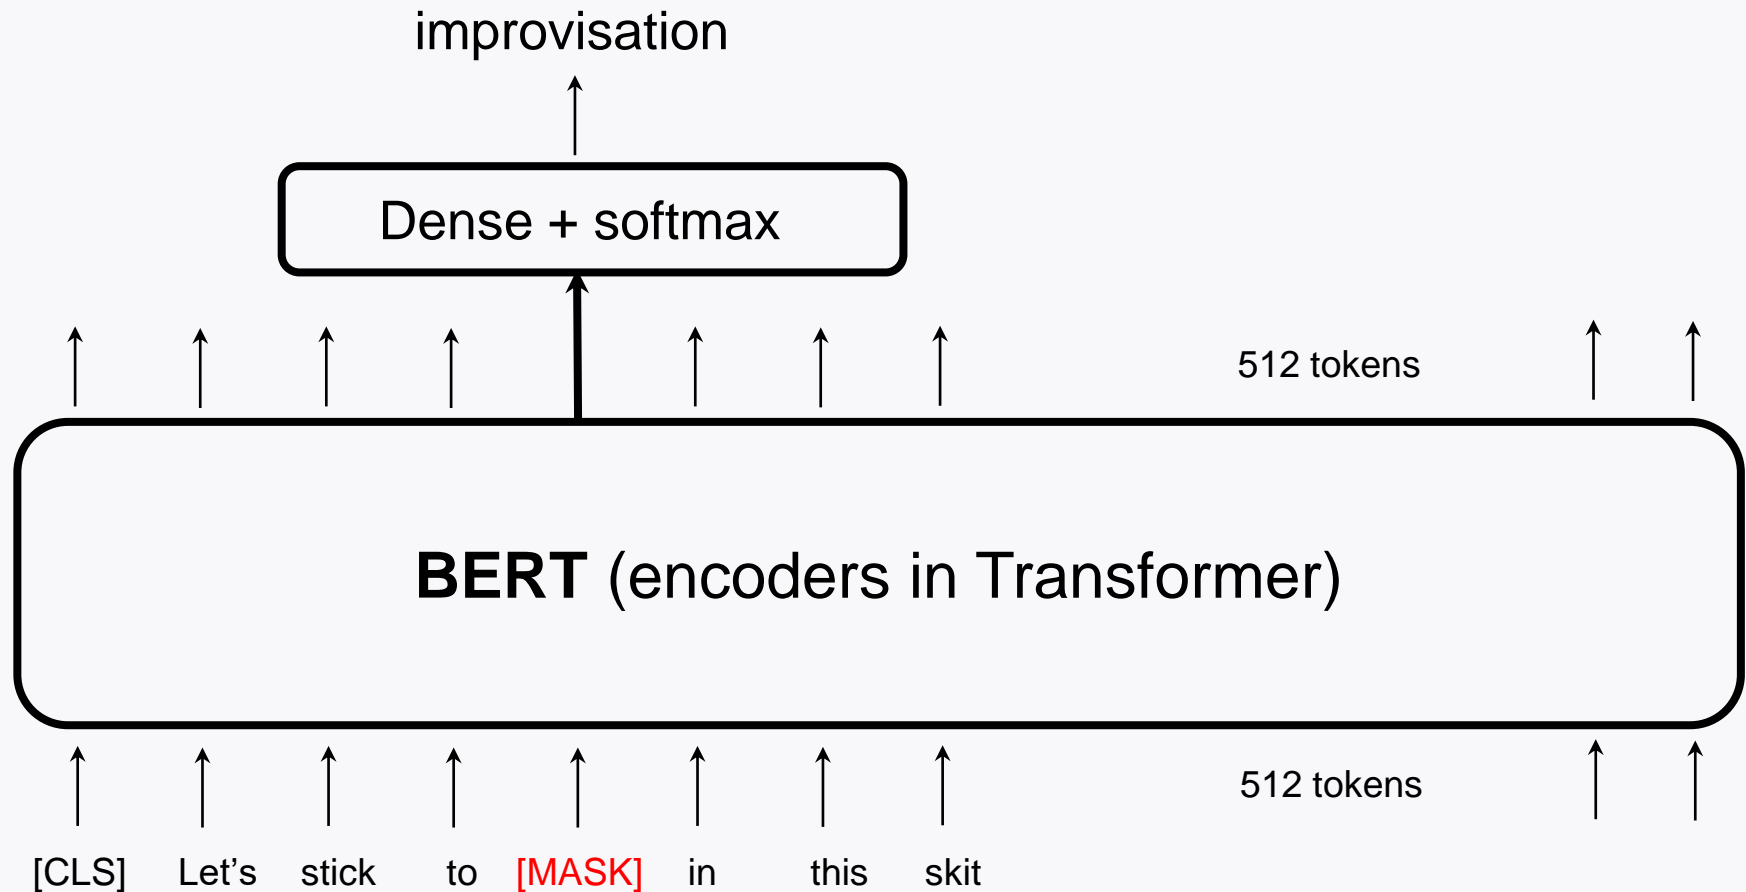 improvisation
Dense + softmax
512 tokens
BERT (encoders in Transformer)
512 tokens
[CLS] Let’s stick to [MASK] in this skit